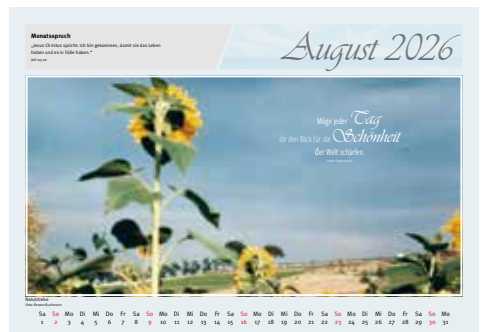 Monatsspruch
„Jesus Christus spricht: Ich bin gekommen, damit sie das Leben
haben und es in Fülle haben.“
Joh 10,10
August 2026
Möge jeder Tag
dir den Blick für die Schönheit
der Welt schärfen.
Naturliebe
Sa So Mo Di Mi Do Fr Sa So Mo Di Mi Do Fr Sa So Mo Di Mi Do Fr Sa So Mo Di Mi Do Fr Sa So Mo
1 2 3 4 5 6 7 8 9 10 11 12 13 14 15 16 17 18 19 20 21 22 23 24 25 26 27 28 29 30 31